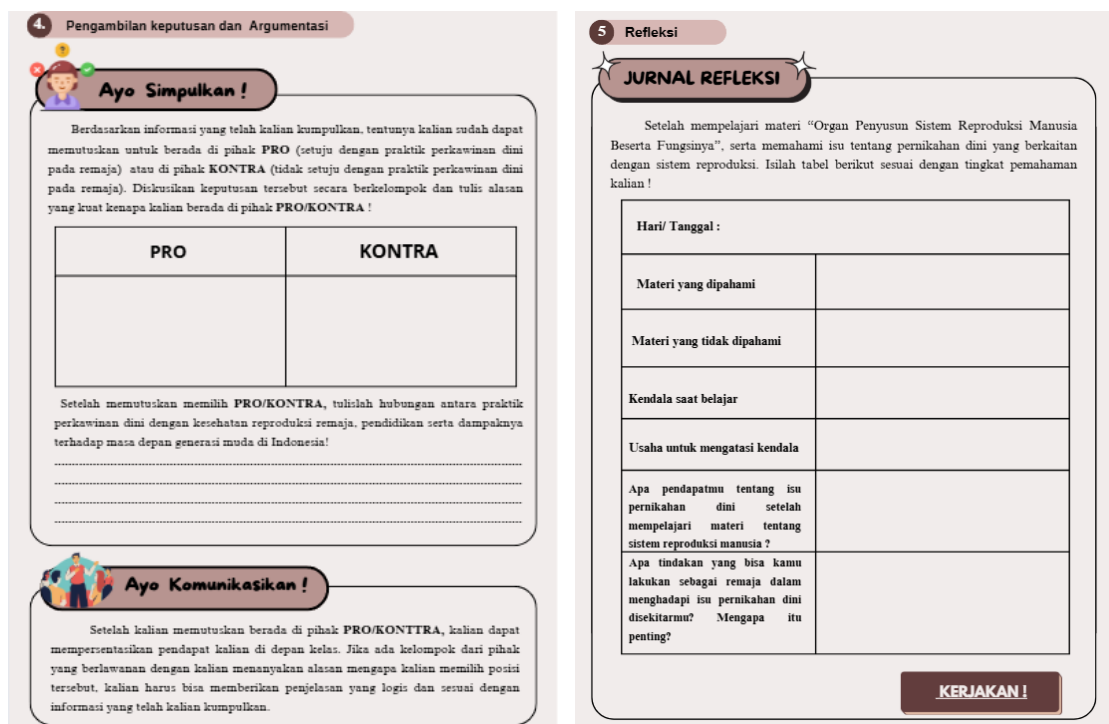 4.
Pengambilan keputusan dan Argumentasi
?
Ayo Simpulkan !
Berdasarkan informasi yang telah kalian kumpulkan, tentunya kalian sudah dapat
memutuskan untuk berada di pihak PRO (setuju dengan praktik perkawinan dini
pada remaja) atau di pihak KONTRA (tidak setuju dengan praktik perkawinan dini
pada remaja). Diskusikan keputusan tersebut secara berkelompok dan tulis alasan
yang kuat kenapa kalian berada di pihak PRO/KONTRA !
PRO
KONTRA
Setelah memutuskan memilih PRO/KONTRA, tulislah hubungan antara praktik
perkawinan dini dengan kesehatan reproduksi remaja, pendidikan serta dampaknya
terhadap masa depan generasi muda di Indonesia!
Ayo Komunikasikan !
Setelah kalian memutuskan berada di pihak PRO/KONTTRA, kalian dapat
mempersentasikan pendapat kalian di depan kelas. Jika ada kelompok dari pihak
yang berlawanan dengan kalian menanyakan alasan mengapa kalian memilih posisi
tersebut, kalian harus bisa memberikan penjelasan yang logis dan sesuai dengan
informasi yang telah kalian kumpulkan.
5
Refleksi
JURNAL REFLEKSI
Setelah mempelajari materi “Organ Penyusun Sistem Reproduksi Manusia
Beserta Fungsinya”, serta memahami isu tentang pernikahan dini yang berkaitan
dengan sistem reproduksi. Isilah tabel berikut sesuai dengan tingkat pemahaman
kalian !
Hari/ Tanggal :
Materi yang dipahami
Materi yang tidak dipahami
Kendala saat belajar
Usaha untuk mengatasi kendala
Apa pendapatmu tentang isu
pernikahan dini setelah
mempelajari materi tentang
sistem reproduksi manusia ?
Apa tindakan yang bisa kamu
lakukan sebagai remaja dalam
menghadapi isu pernikahan dini
disekitarmu? Mengapa itu
penting?
KERJAKAN !